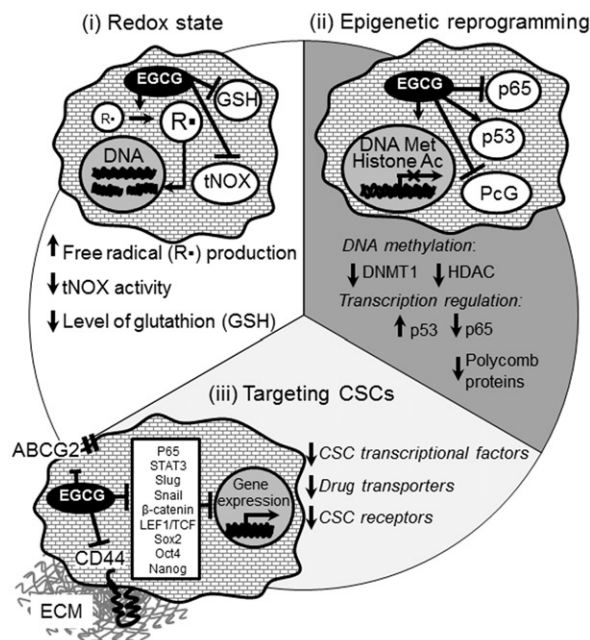 (i) Redox state
EGCG
GSH
R▪
R▪
DNA
tNOX
Free radical (R▪) production
tNOX activity
Level of glutathion (GSH)
(ii) Epigenetic reprogramming
EGCG
p65
p53
DNA Met
Histone Ac
PcG
DNA methylation:
DNMT1 HDAC
Transcription regulation:
p53 p65
Polycomb
proteins
(iii) Targeting CSCs
ABCG2
EGCG
CD44
ECM
P65
STAT3
Slug
Snail
β-catenin
LEF1/TCF
Sox2
Oct4
Nanog
Gene
expression
CSC transcriptional factors
Drug transporters
CSC receptors